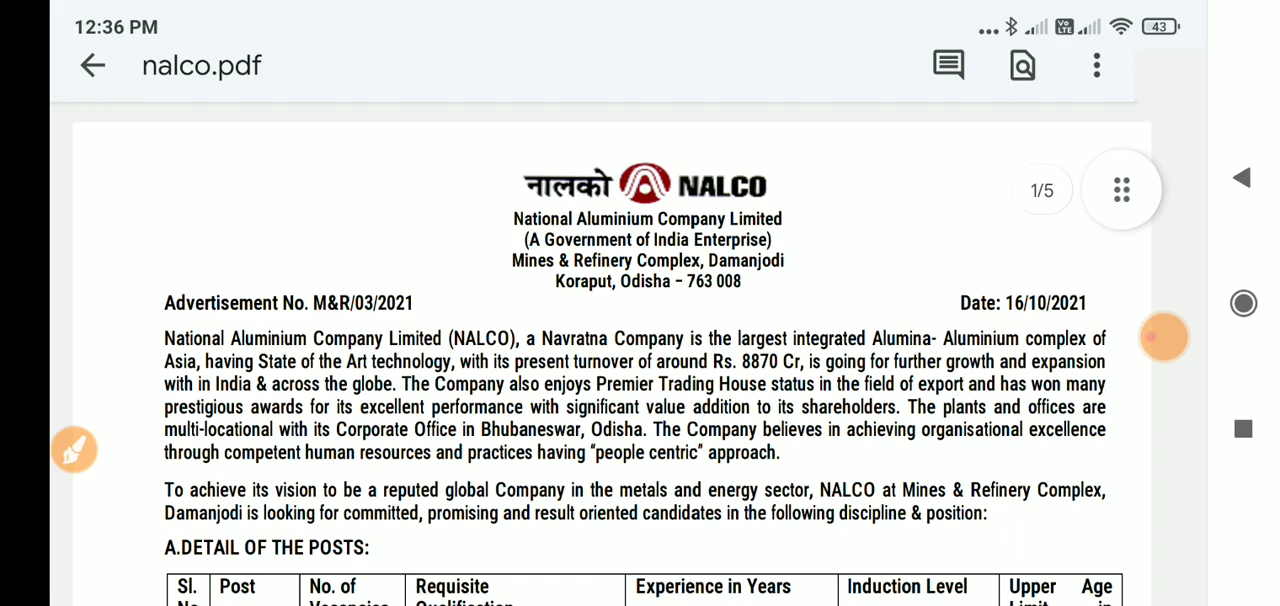 12:36 PM
Vo LTE 43
nalco.pdf
नालको NALCO
1/5
National Aluminium Company Limited
(A Government of India Enterprise)
Mines & Refinery Complex, Damanjodi
Koraput, Odisha - 763 008
Advertisement No. M&R/03/2021 Date: 16/10/2021
National Aluminium Company Limited (NALCO), a Navratna Company is the largest integrated Alumina- Aluminium complex of
Asia, having State of the Art technology, with its present turnover of around Rs. 8870 Cr, is going for further growth and expansion
with in India & across the globe. The Company also enjoys Premier Trading House status in the field of export and has won many
prestigious awards for its excellent performance with significant value addition to its shareholders. The plants and offices are
multi-locational with its Corporate Office in Bhubaneswar, Odisha. The Company believes in achieving organisational excellence
through competent human resources and practices having “people centric” approach.
To achieve its vision to be a reputed global Company in the metals and energy sector, NALCO at Mines & Refinery Complex,
Damanjodi is looking for committed, promising and result oriented candidates in the following discipline & position:
A.DETAIL OF THE POSTS:
Sl. Post No. of Requisite Experience in Years Induction Level Upper Age